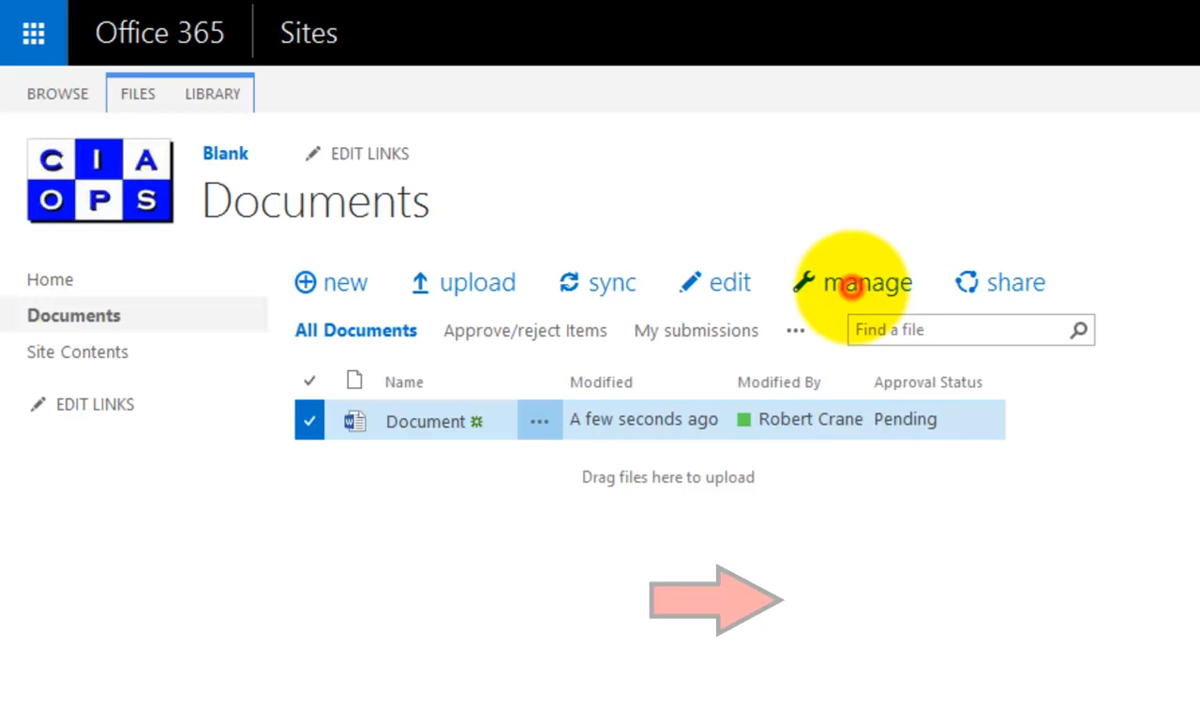 Office 365 Sites
BROWSE FILES LIBRARY
C I A
O P S
Blank EDIT LINKS
Documents
Home
Documents
Site Contents
EDIT LINKS
new upload sync edit manage share
All Documents Approve/reject Items My submissions ... Find a file
Name Modified Modified By Approval Status
Document ... A few seconds ago Robert Crane Pending
Drag files here to upload